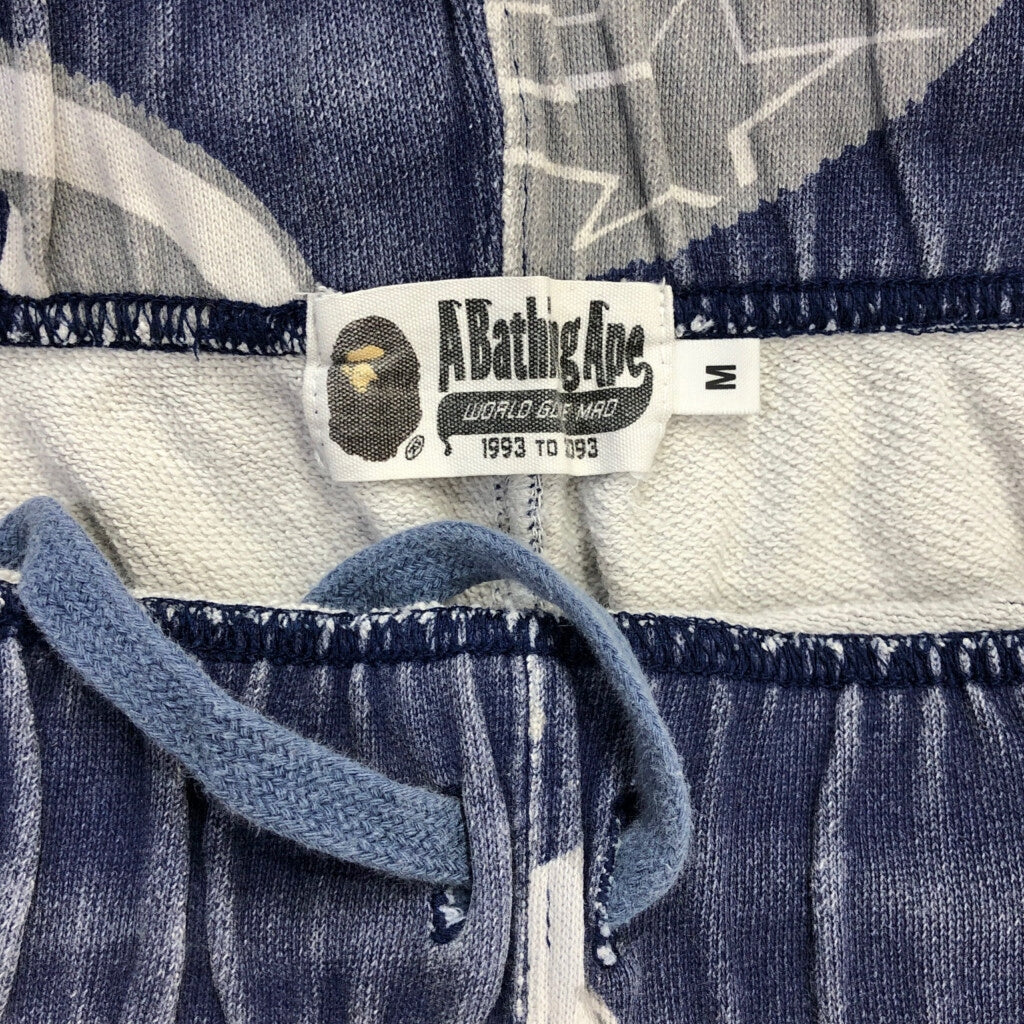 A Bathing Ape
WORLD GONE MAD
1993 TO 2093
®
M